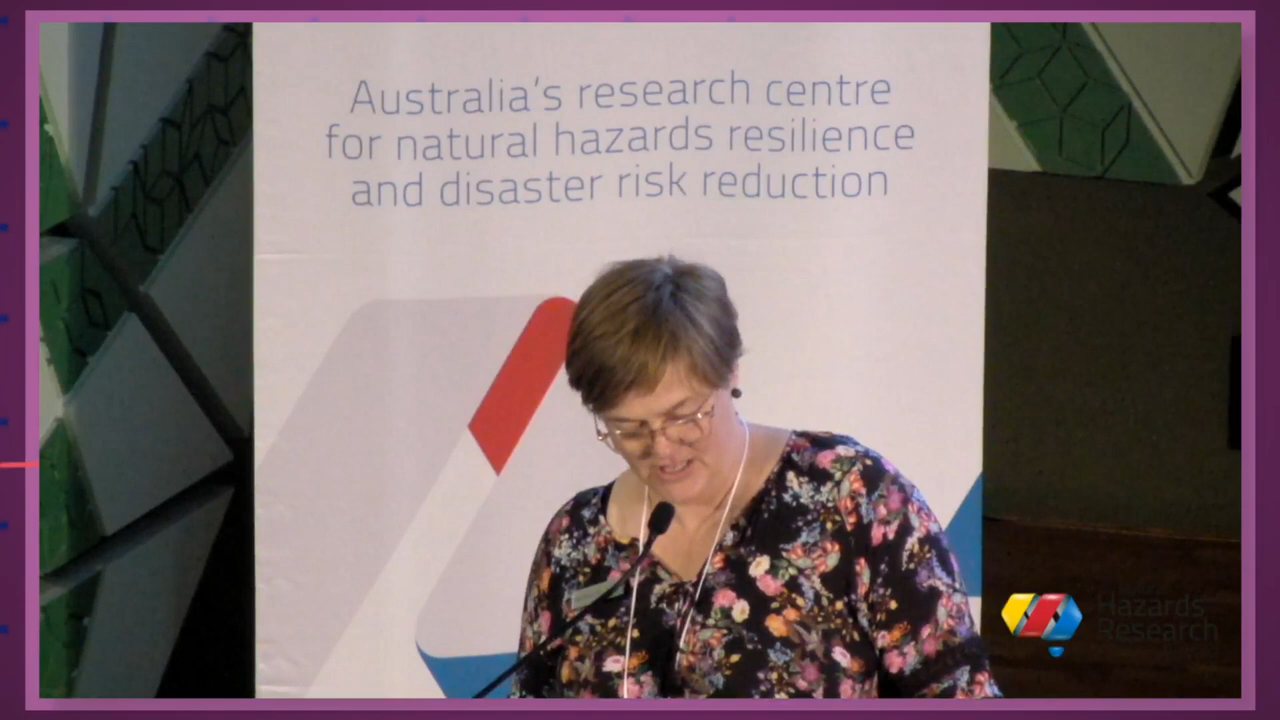 Australia's research centre
for natural hazards resilience
and disaster risk reduction
Hazards
Research